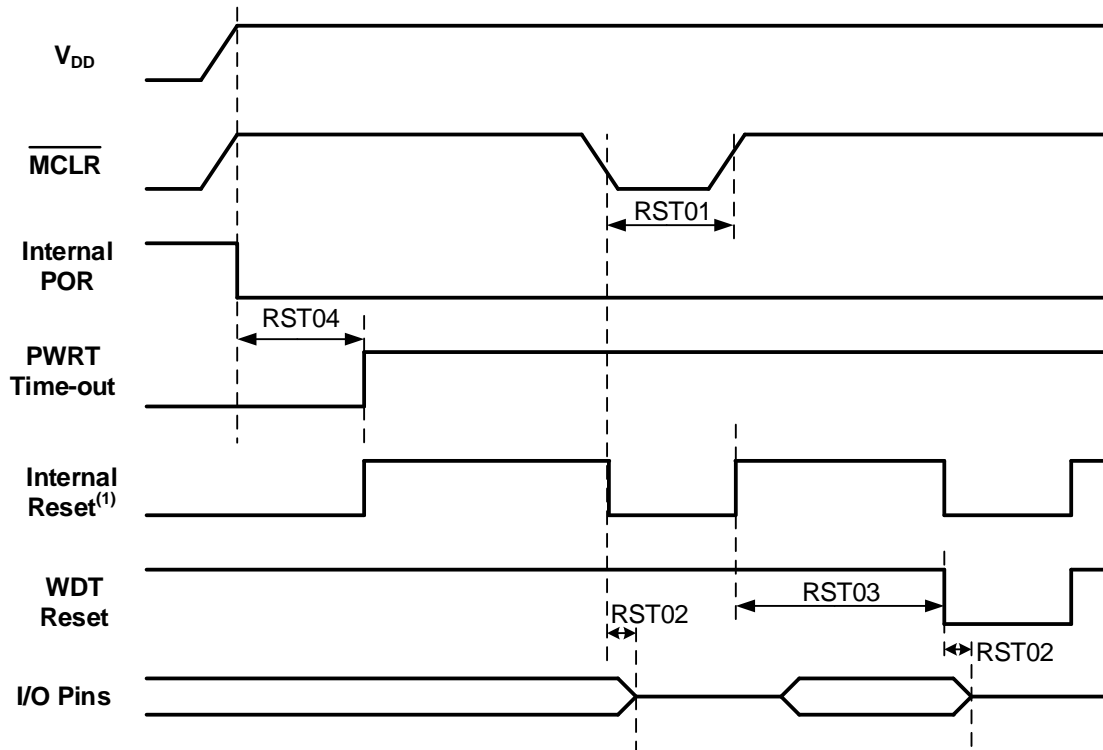 VDD
MCLR
RST01
Internal
POR
RST04
PWRT
Time-out
Internal
Reset(1)
WDT
Reset
RST03
RST02
RST02
I/O Pins